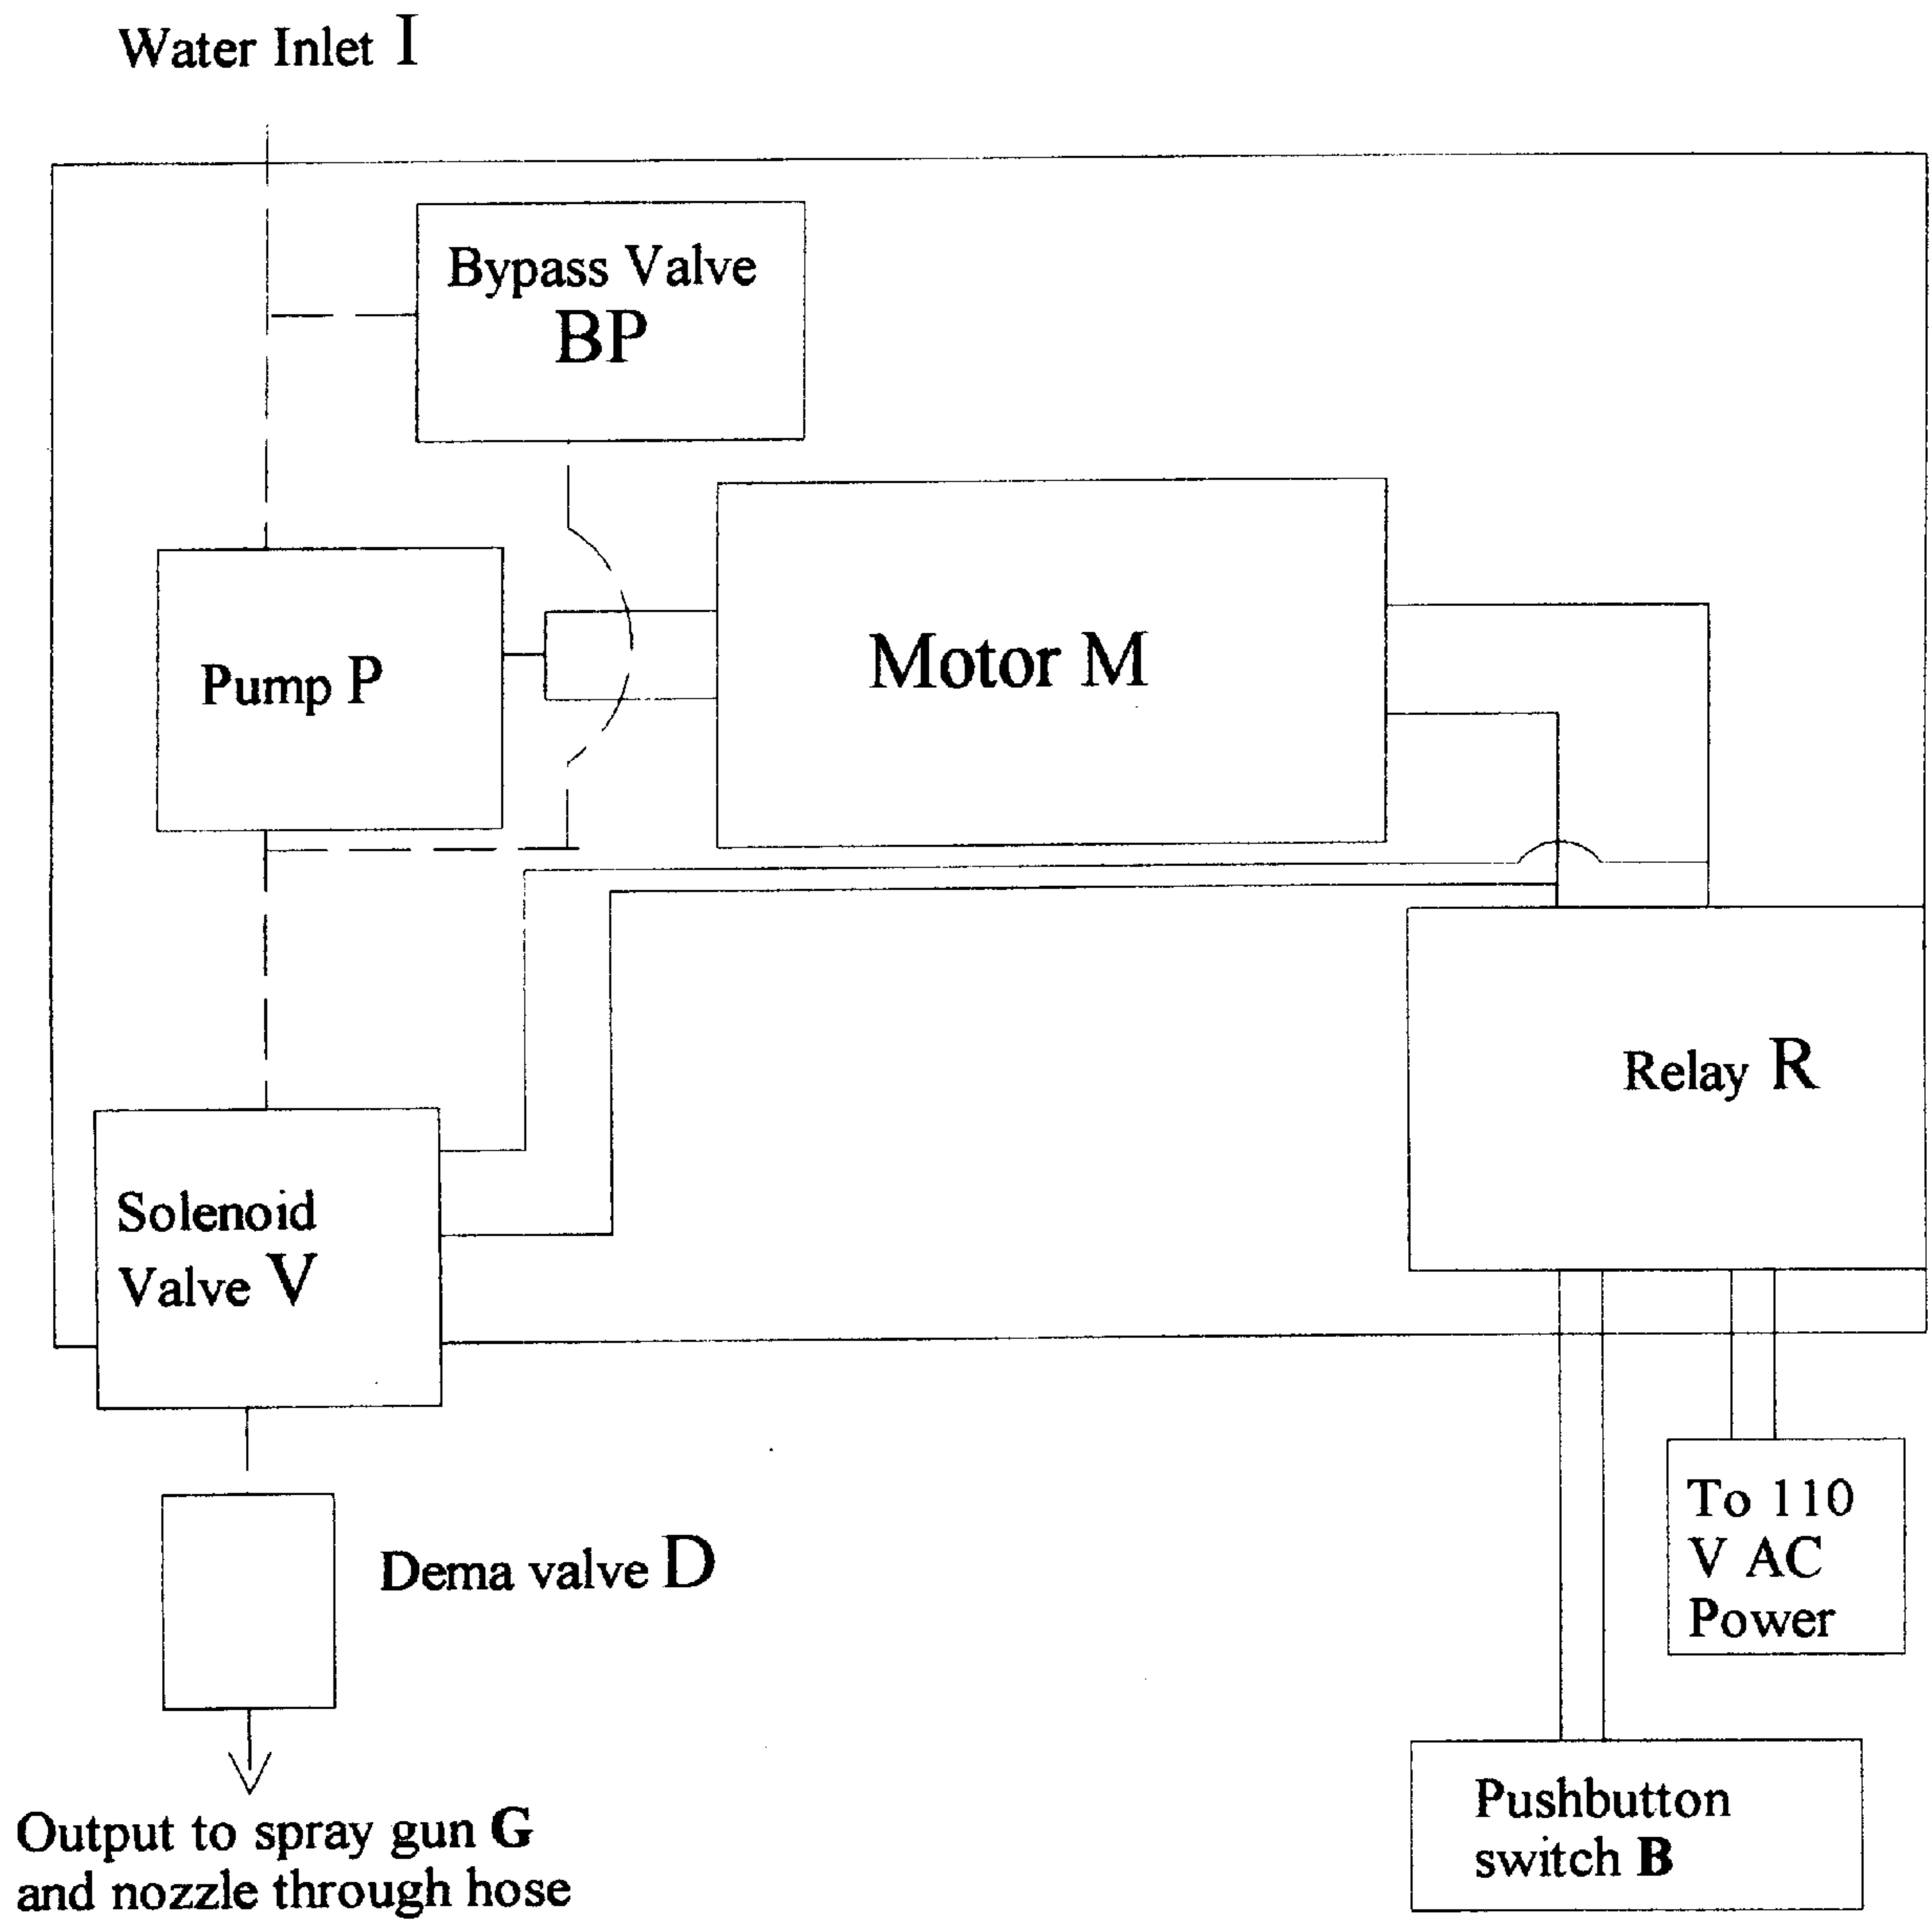 Water Inlet I
Bypass Valve
BP
Pump P
Motor M
Relay R
Solenoid
Valve V
To 110
V AC
Power
Dema valve D
Pushbutton
switch B
Output to spray gun G
and nozzle through hose